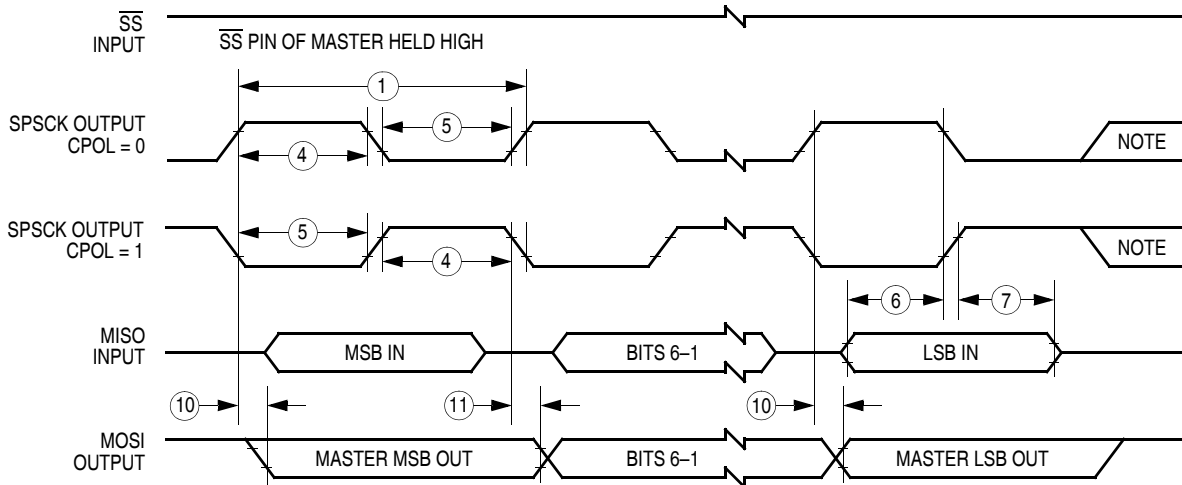 SS
INPUT
SS PIN OF MASTER HELD HIGH
1
SPSCK OUTPUT
CPOL = 0
5
4
NOTE
SPSCK OUTPUT
CPOL = 1
5
4
NOTE
6
7
MISO
INPUT
MSB IN
BITS 6–1
LSB IN
10
11
10
MOSI
OUTPUT
MASTER MSB OUT
BITS 6–1
MASTER LSB OUT